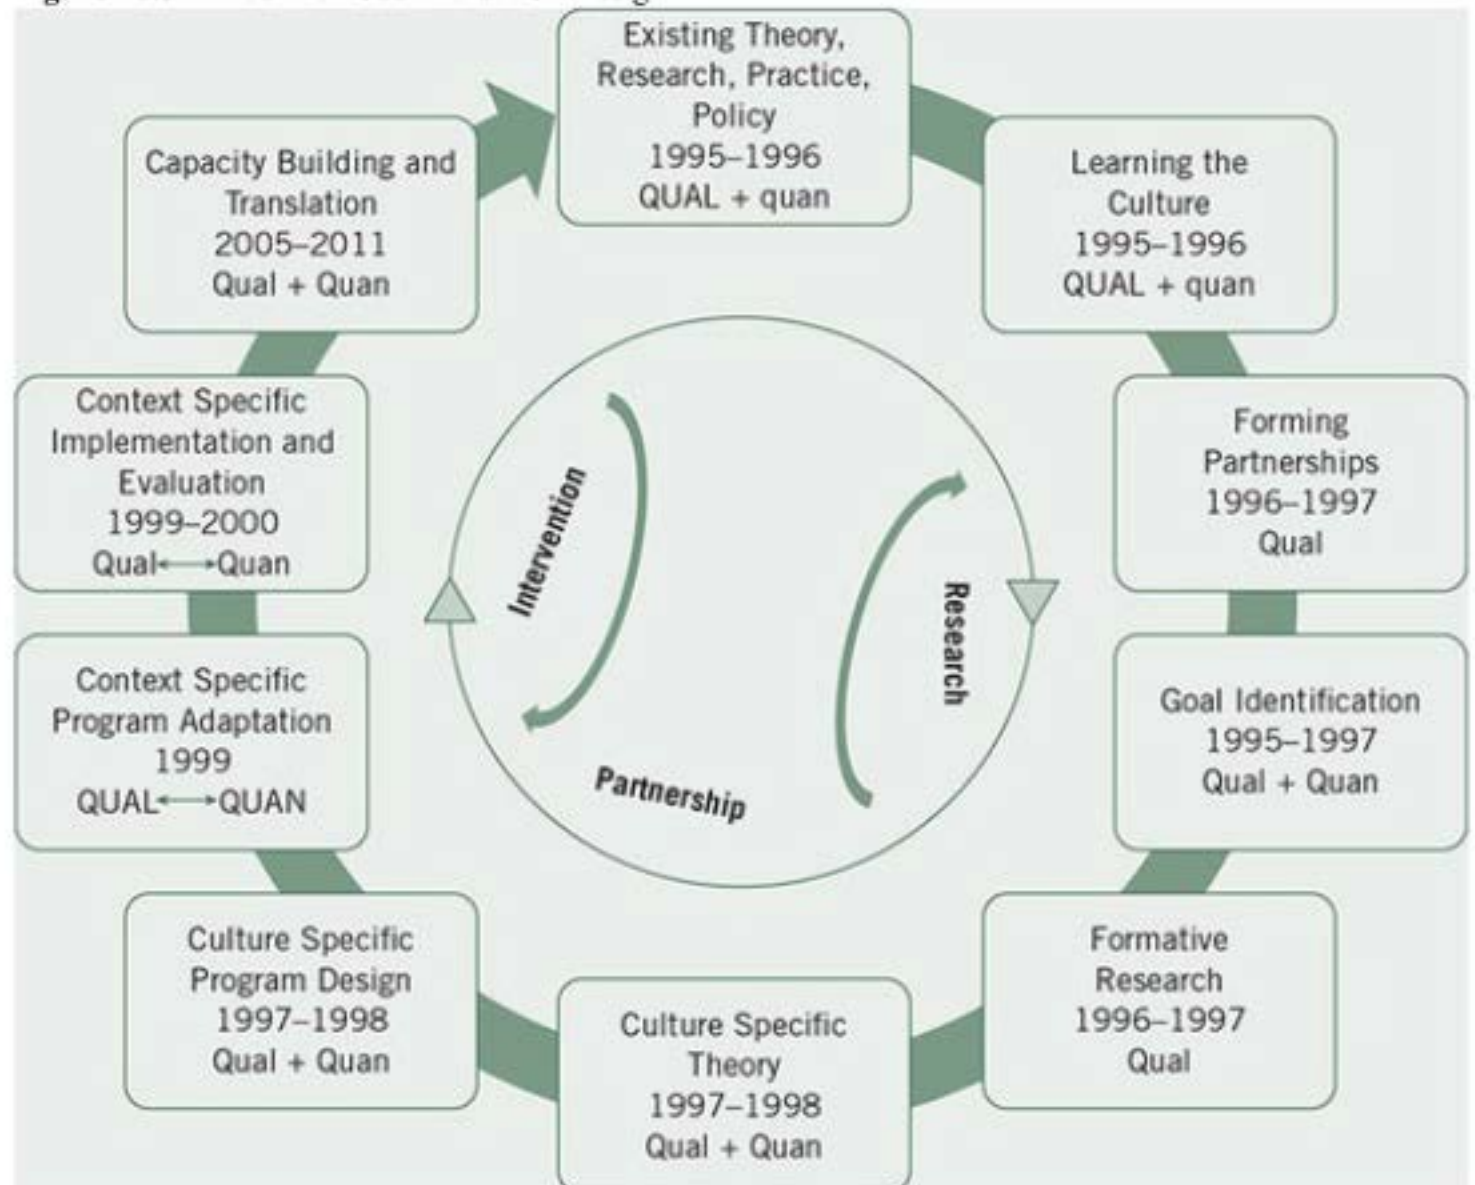 Existing Theory,
Research, Practice,
Policy
1995–1996
QUAL + quan
Learning the
Culture
1995–1996
QUAL + quan
Forming
Partnerships
1996–1997
Qual
Goal Identification
1995–1997
Qual + Quan
Formative
Research
1996–1997
Qual
Culture Specific
Theory
1997–1998
Qual + Quan
Culture Specific
Program Design
1997–1998
Qual + Quan
Context Specific
Program Adaptation
1999
QUAL↔QUAN
Context Specific
Implementation and
Evaluation
1999–2000
Qual↔Quan
Capacity Building and
Translation
2005–2011
Qual + Quan
Intervention
Research
Partnership